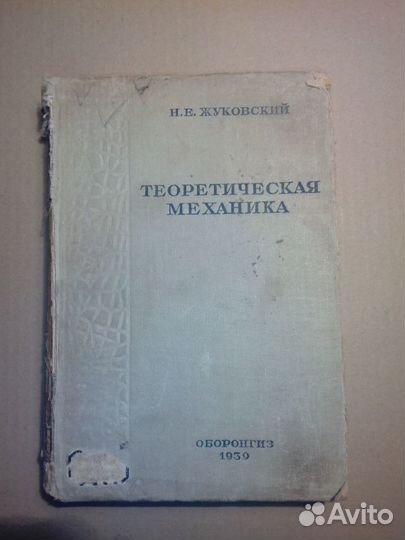 Н.Е. ЖУКОВСКИЙ
ТЕОРЕТИЧЕСКАЯ
МЕХАНИКА
ОБОРОНГИЗ
1939
Avito